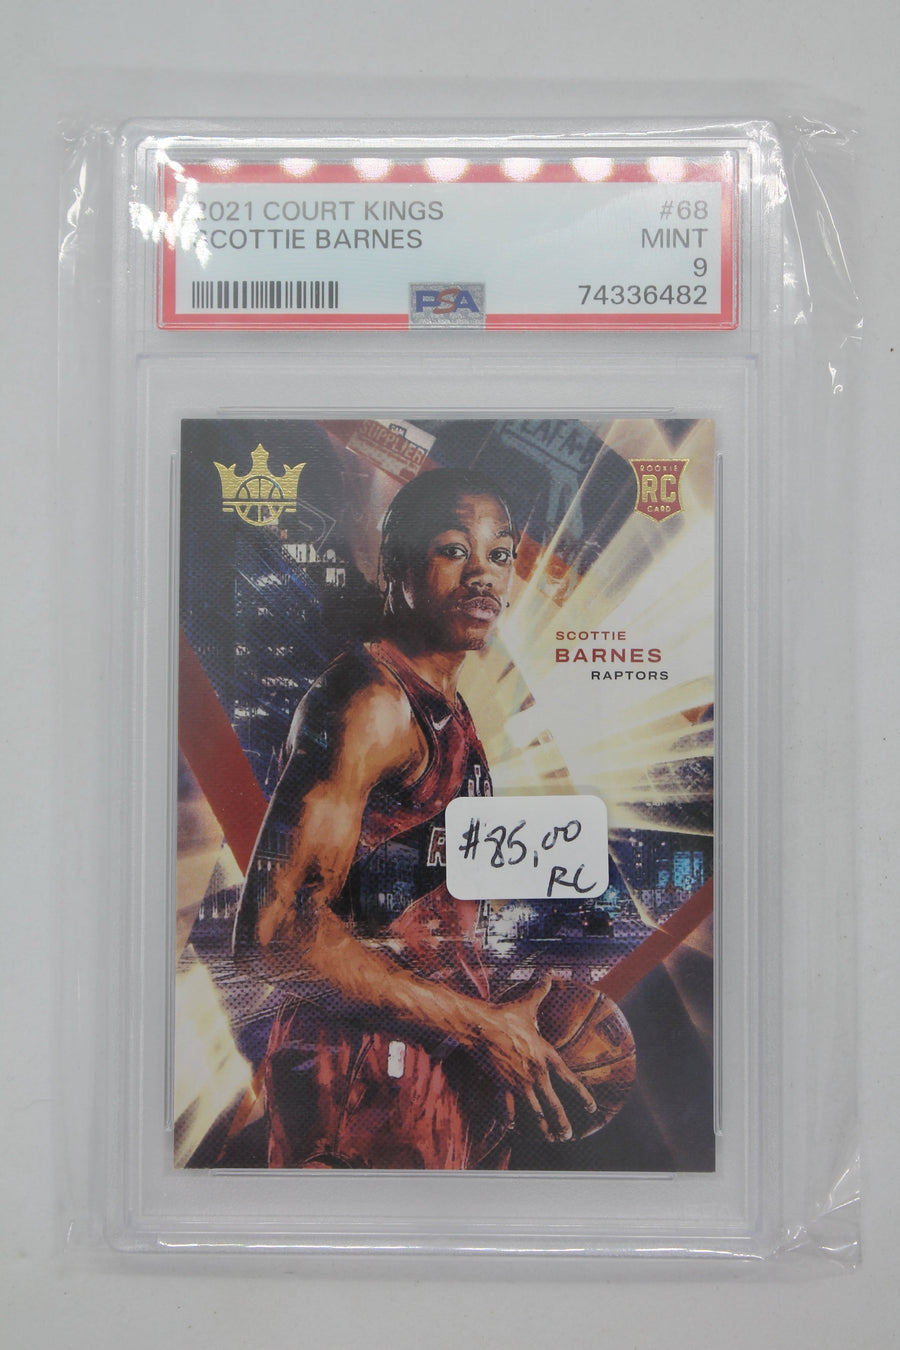 2021 COURT KINGS
SCOTTIE BARNES
#68
MINT
9
74336482
PSA
SUPPLIER
ROOKIE
RC
CARD
SCOTTIE
BARNES
RAPTORS
R
#85,00
RC